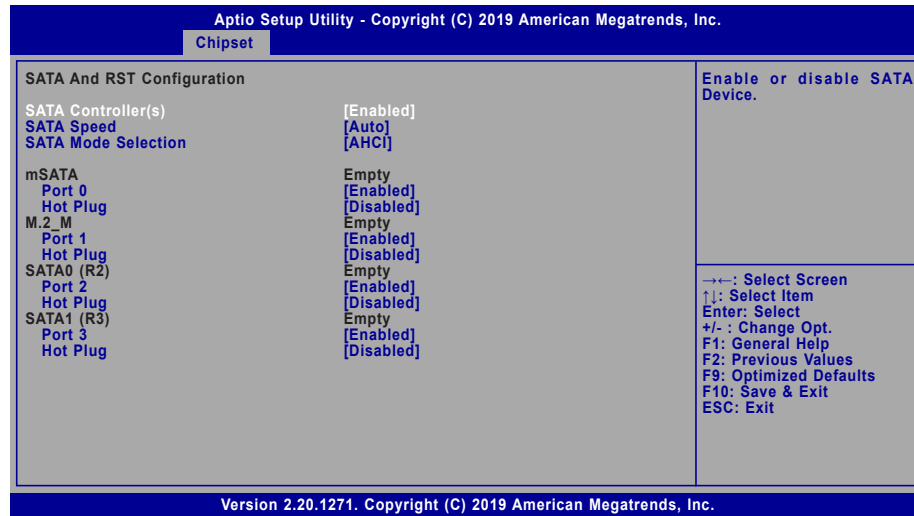 Aptio Setup Utility - Copyright (C) 2019 American Megatrends, Inc.
Chipset
SATA And RST Configuration
SATA Controller(s) [Enabled]
SATA Speed [Auto]
SATA Mode Selection [AHCI]
mSATA Empty
Port 0 [Enabled]
Hot Plug [Disabled]
M.2_M Empty
Port 1 [Enabled]
Hot Plug [Disabled]
SATA0 (R2) Empty
Port 2 [Enabled]
Hot Plug [Disabled]
SATA1 (R3) Empty
Port 3 [Enabled]
Hot Plug [Disabled]
Enable or disable SATA
Device.
→←: Select Screen
↑↓: Select Item
Enter: Select
+/- : Change Opt.
F1: General Help
F2: Previous Values
F9: Optimized Defaults
F10: Save & Exit
ESC: Exit
Version 2.20.1271. Copyright (C) 2019 American Megatrends, Inc.